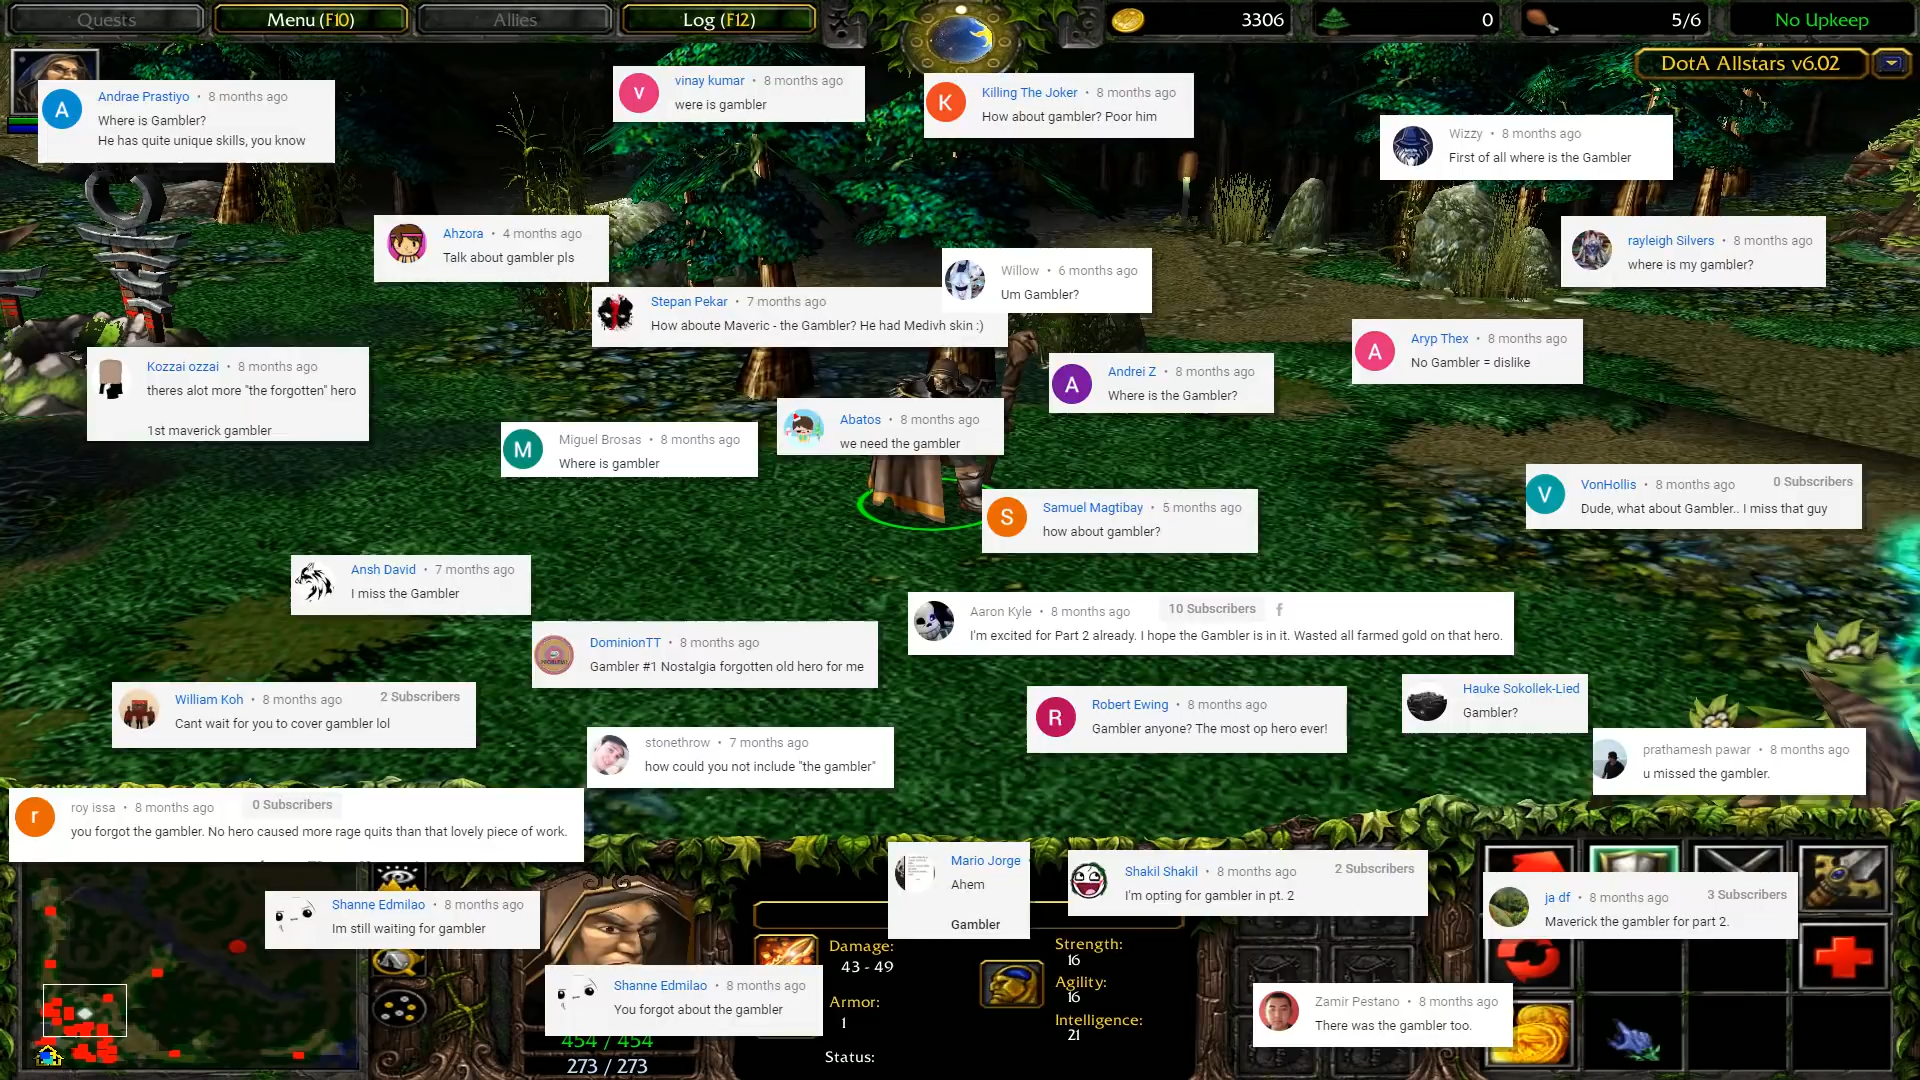 Quests
Menu (F10)
Allies
Log (F12)
3306
0
5/6
No Upkeep
DotA Allstars v6.02
A
Andrae Prastiyo • 8 months ago
Where is Gambler?
He has quite unique skills, you know
V
vinay kumar • 8 months ago
were is gambler
K
Killing The Joker • 8 months ago
How about gambler? Poor him
Wizzy • 8 months ago
First of all where is the Gambler
Ahzora • 4 months ago
Talk about gambler pls
rayleigh Silvers • 8 months ago
where is my gambler?
Willow • 6 months ago
Um Gambler?
Stepan Pekar • 7 months ago
How aboute Maveric - the Gambler? He had Medivh skin :)
A
Aryp Thex • 8 months ago
No Gambler = dislike
Kozzai ozzai • 8 months ago
theres alot more "the forgotten" hero
1st maverick gambler
A
Andrei Z • 8 months ago
Where is the Gambler?
Abatos • 8 months ago
we need the gambler
M
Miguel Brosas • 8 months ago
Where is gambler
V
VonHollis • 8 months ago 0 Subscribers
Dude, what about Gambler.. I miss that guy
S
Samuel Magtibay • 5 months ago
how about gambler?
Ansh David • 7 months ago
I miss the Gambler
Aaron Kyle • 8 months ago 10 Subscribers f
I'm excited for Part 2 already. I hope the Gambler is in it. Wasted all farmed gold on that hero.
DominionTT • 8 months ago
Gambler #1 Nostalgia forgotten old hero for me
William Koh • 8 months ago 2 Subscribers
Cant wait for you to cover gambler lol
R
Robert Ewing • 8 months ago
Gambler anyone? The most op hero ever!
Hauke Sokollek-Lied
Gambler?
stonethrow • 7 months ago
how could you not include "the gambler"
prathamesh pawar • 8 months ago
u missed the gambler.
r
roy issa • 8 months ago 0 Subscribers
you forgot the gambler. No hero caused more rage quits than that lovely piece of work.
Mario Jorge
Ahem
Gambler
Shakil Shakil • 8 months ago 2 Subscribers
I'm opting for gambler in pt. 2
ja df • 8 months ago 3 Subscribers
Maverick the gambler for part 2.
Shanne Edmilao • 8 months ago
Im still waiting for gambler
Shanne Edmilao • 8 months ago
You forgot about the gambler
Zamir Pestano • 8 months ago
There was the gambler too.
Damage:
43 - 49
Armor:
1
Status:
Strength:
16
Agility:
16
Intelligence:
21
454 / 454
273 / 273